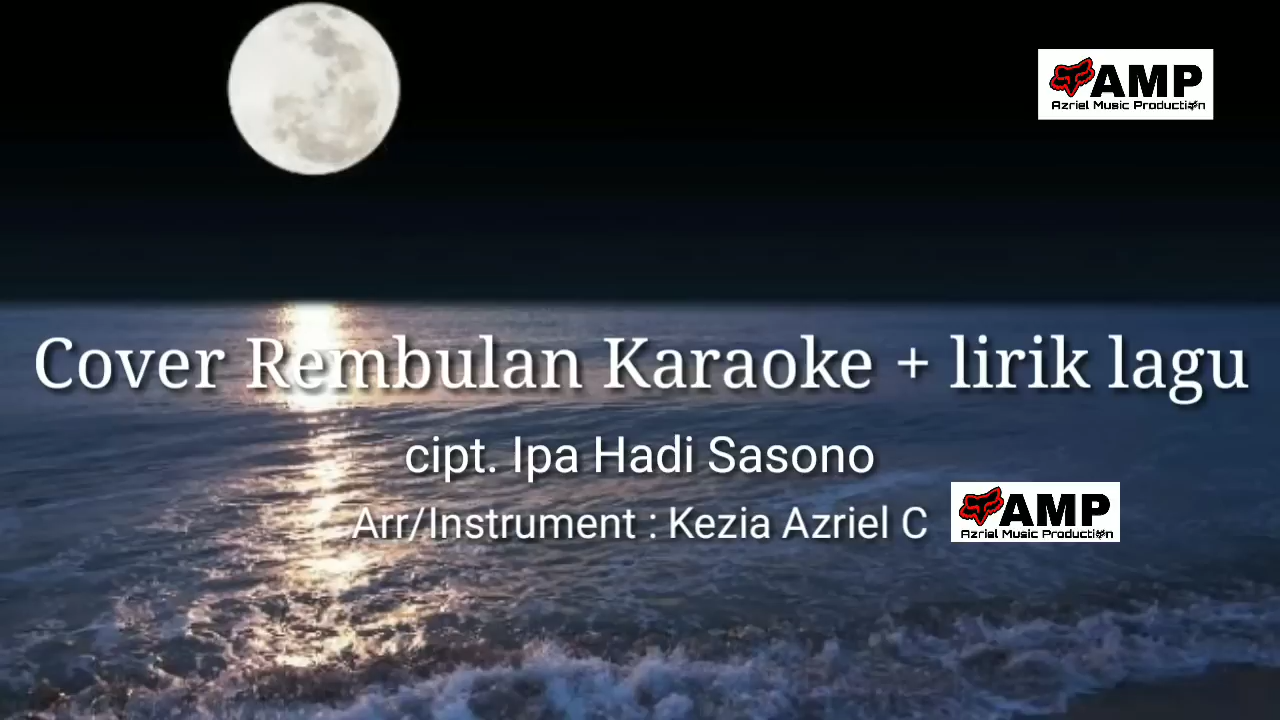 AMP
Azriel Music Production
Cover Rembulan Karaoke + lirik lagu
cipt. Ipa Hadi Sasono
Arr/Instrument : Kezia Azriel C
AMP
Azriel Music Production